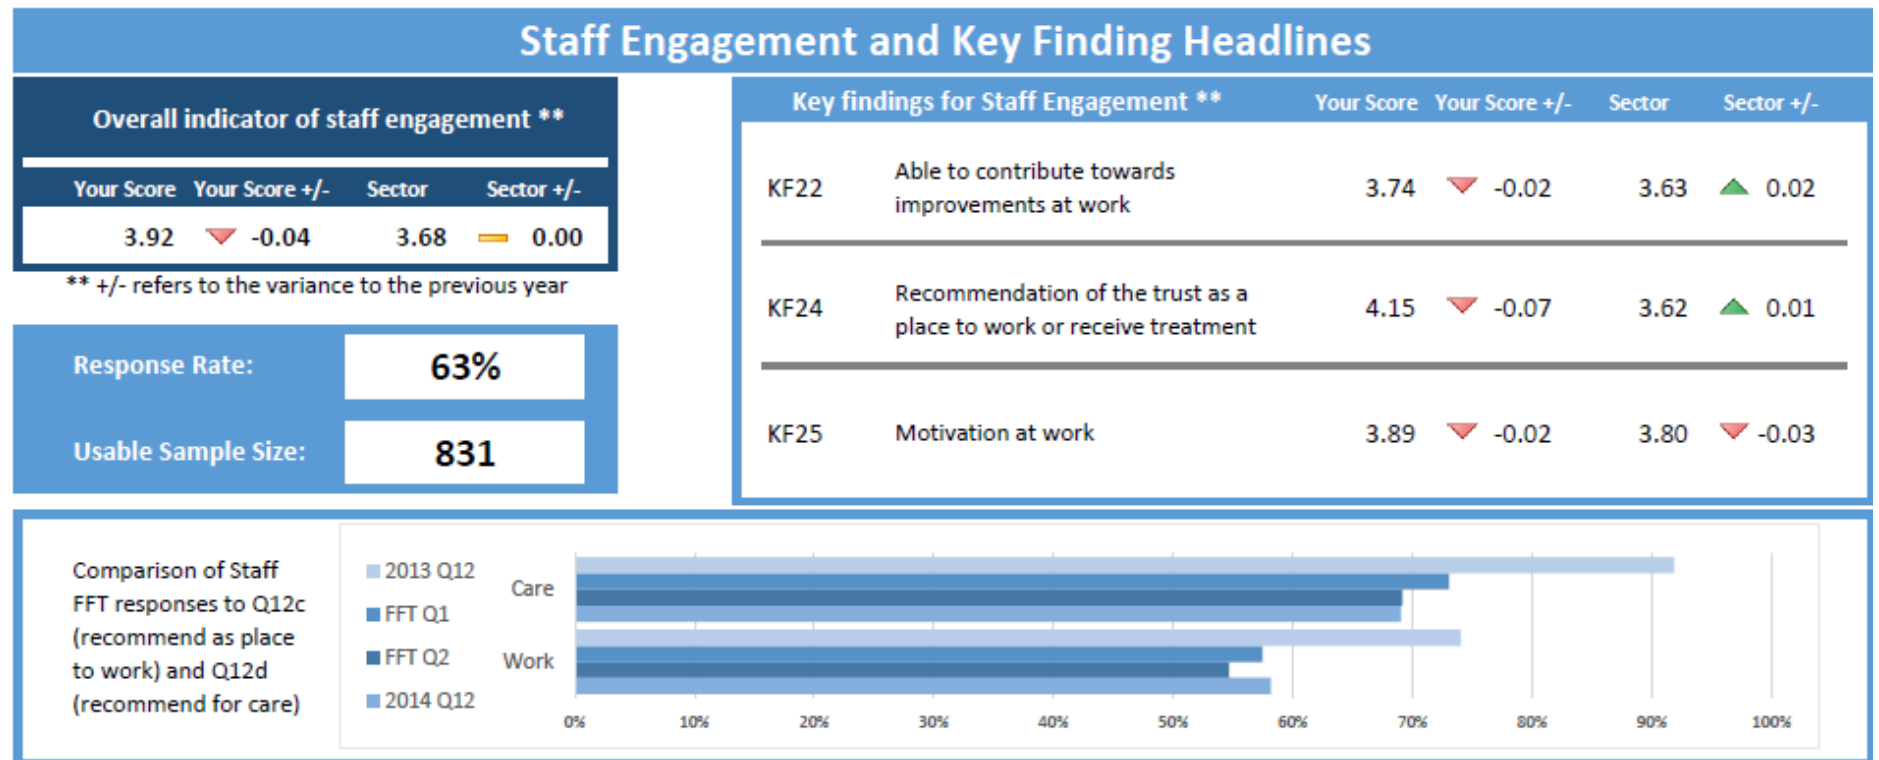 Staff Engagement and Key Finding Headlines
Overall indicator of staff engagement **
Your Score Your Score +/- Sector Sector +/-
3.92 -0.04 3.68 0.00
** +/- refers to the variance to the previous year
Response Rate: 63%
Usable Sample Size: 831
Key findings for Staff Engagement ** Your Score Your Score +/- Sector Sector +/-
KF22 Able to contribute towards
improvements at work 3.74 -0.02 3.63 0.02
KF24 Recommendation of the trust as a
place to work or receive treatment 4.15 -0.07 3.62 0.01
KF25 Motivation at work 3.89 -0.02 3.80 -0.03
Comparison of Staff
FFT responses to Q12c
(recommend as place
to work) and Q12d
(recommend for care)
2013 Q12
FFT Q1
FFT Q2
2014 Q12
Care
Work
0% 10% 20% 30% 40% 50% 60% 70% 80% 90% 100%